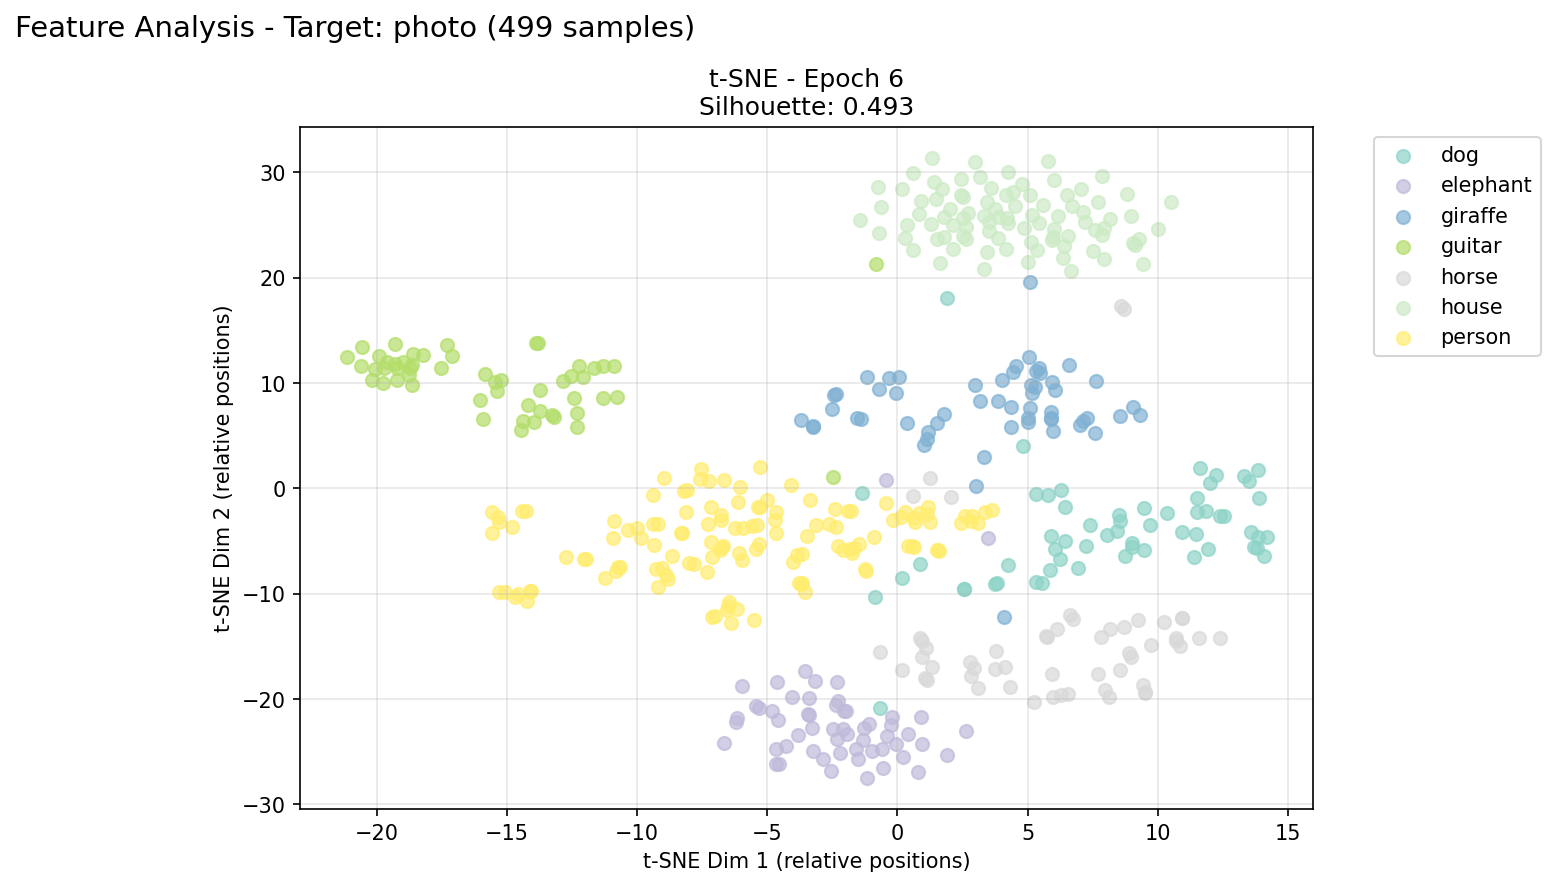 Feature Analysis - Target: photo (499 samples)
t-SNE - Epoch 6
Silhouette: 0.493
dog
elephant
giraffe
guitar
horse
house
person
30
20
10
0
−10
−20
−30
t-SNE Dim 2 (relative positions)
−20 −15 −10 −5 0 5 10 15
t-SNE Dim 1 (relative positions)